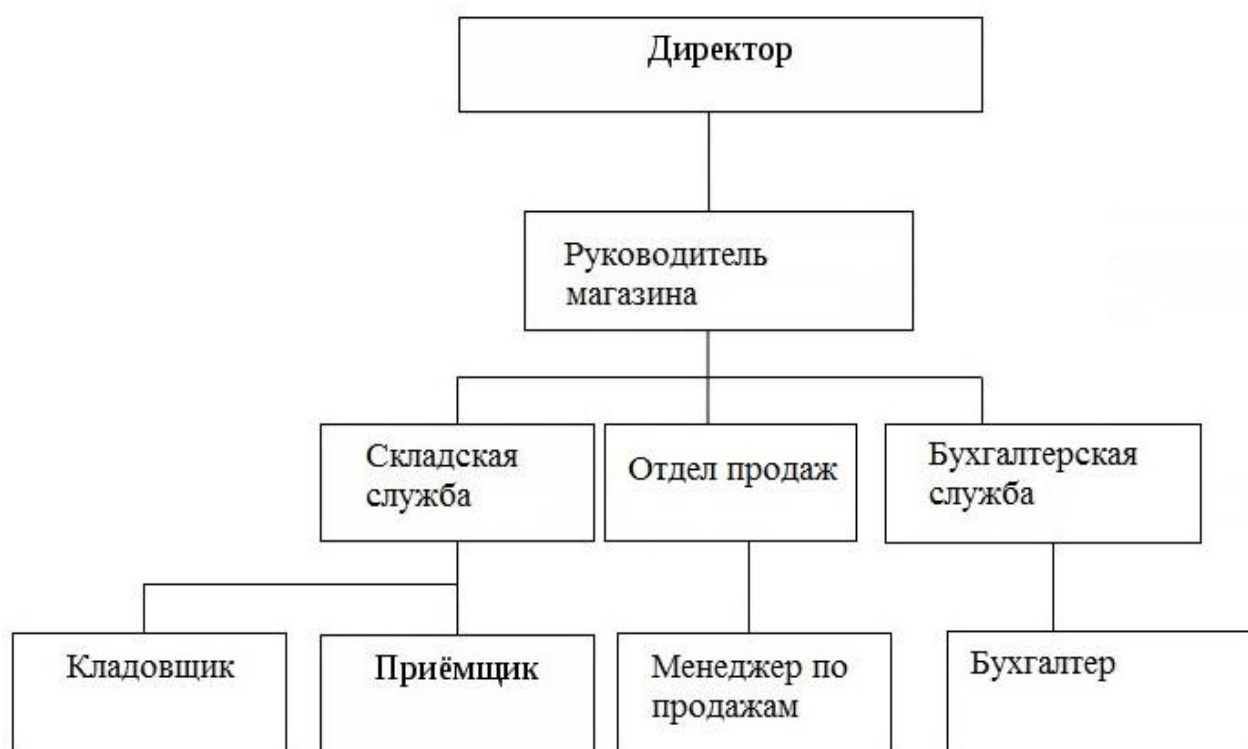 Директор
Руководитель
магазина
Складская
служба
Отдел продаж
Бухгалтерская
служба
Кладовщик
Приёмщик
Менеджер по
продажам
Бухгалтер